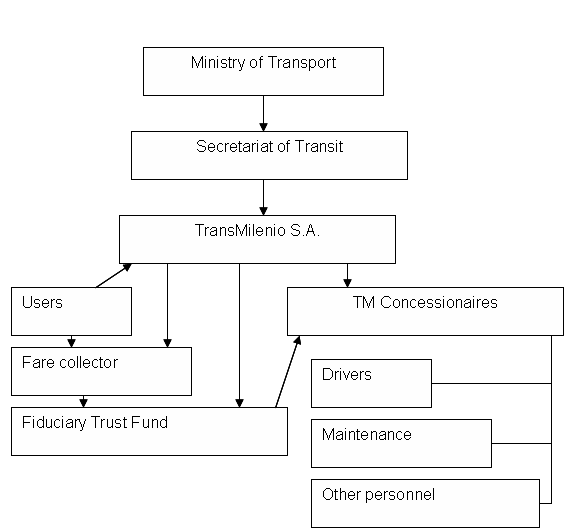 Ministry of Transport
Secretariat of Transit
TransMilenio S.A.
Users
TM Concessionaires
Fare collector
Drivers
Fiduciary Trust Fund
Maintenance
Other personnel